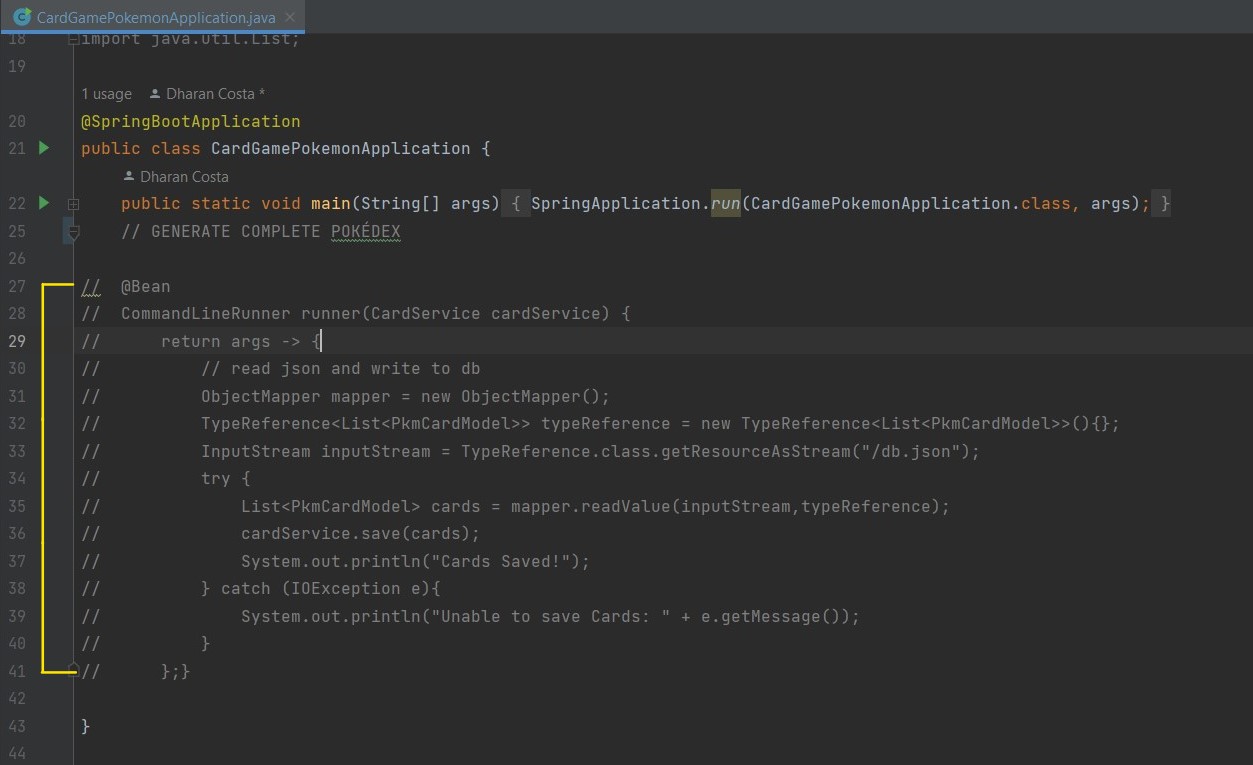 CardGamePokemonApplication.java
18 import java.util.List;
19
1 usage Dharan Costa *
20 @SpringBootApplication
21 public class CardGamePokemonApplication {
Dharan Costa
22 public static void main(String[] args) { SpringApplication.run(CardGamePokemonApplication.class, args); }
25 // GENERATE COMPLETE POKÉDEX
26
27 //  @Bean
28 //  CommandLineRunner runner(CardService cardService) {
29 //      return args -> {
30 //          // read json and write to db
31 //          ObjectMapper mapper = new ObjectMapper();
32 //          TypeReference<List<PkmCardModel>> typeReference = new TypeReference<List<PkmCardModel>>(){};
33 //          InputStream inputStream = TypeReference.class.getResourceAsStream("/db.json");
34 //          try {
35 //              List<PkmCardModel> cards = mapper.readValue(inputStream,typeReference);
36 //              cardService.save(cards);
37 //              System.out.println("Cards Saved!");
38 //          } catch (IOException e){
39 //              System.out.println("Unable to save Cards: " + e.getMessage());
40 //          }
41 //      };}
42
43 }
44